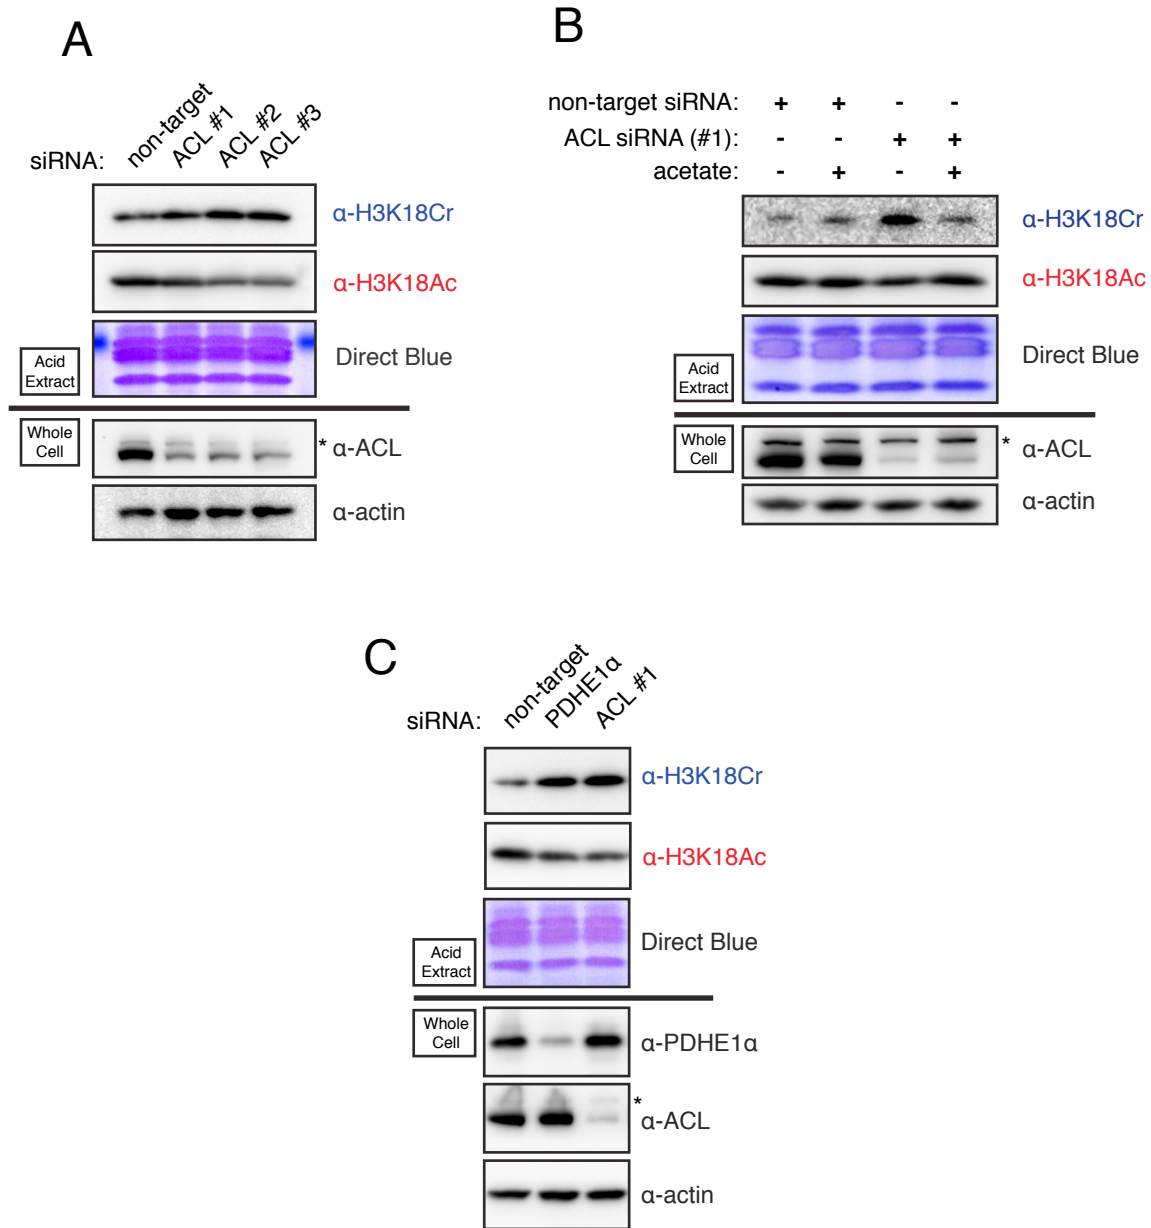 A
siRNA: non-target ACL #1 ACL #2 ACL #3
α-H3K18Cr
α-H3K18Ac
Direct Blue
Acid
Extract
Whole
Cell
* α-ACL
α-actin
B
non-target siRNA: + + - -
ACL siRNA (#1): - - + +
acetate: - + - +
α-H3K18Cr
α-H3K18Ac
Direct Blue
Acid
Extract
Whole
Cell
* α-ACL
α-actin
C
siRNA: non-target PDHE1α ACL #1
α-H3K18Cr
α-H3K18Ac
Direct Blue
Acid
Extract
Whole
Cell
α-PDHE1α
* α-ACL
α-actin